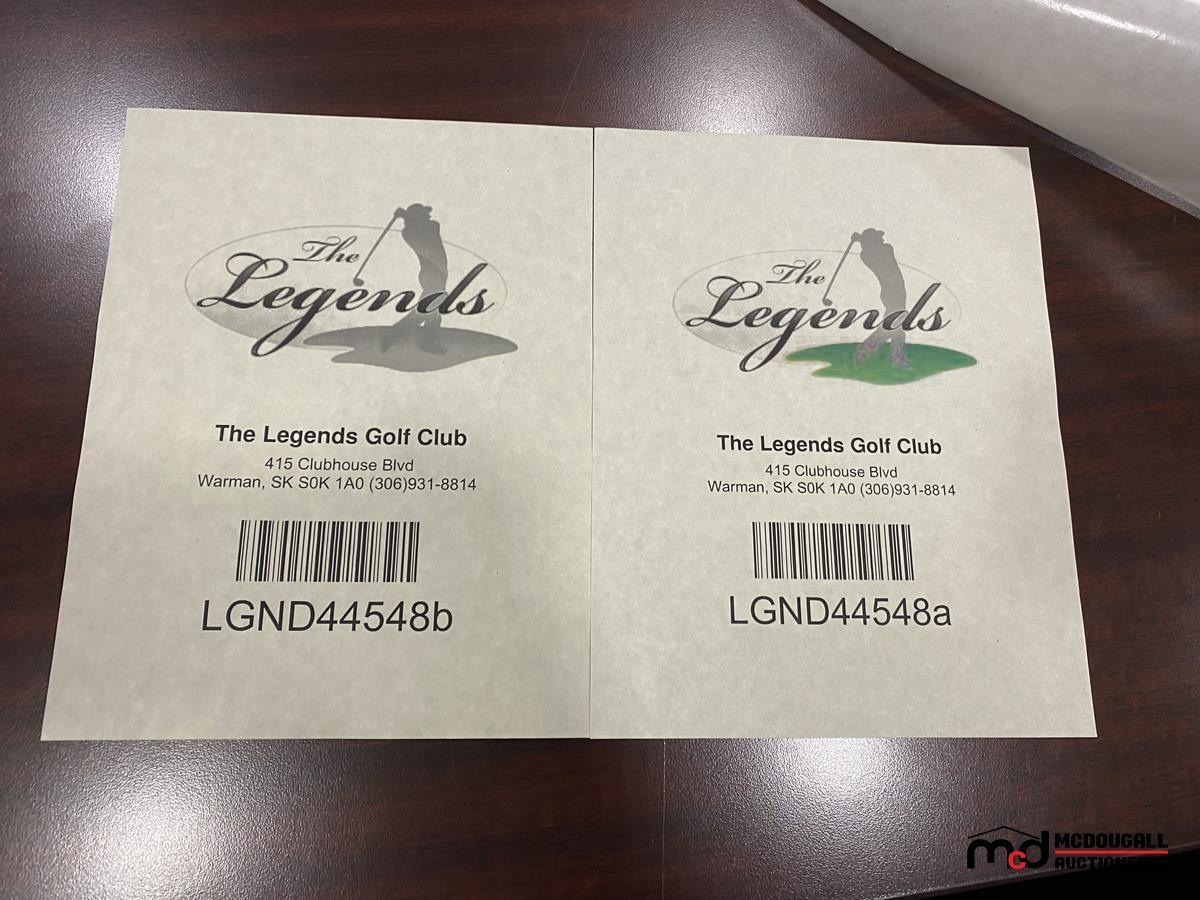 The
Legends
The Legends Golf Club
415 Clubhouse Blvd
Warman, SK S0K 1A0 (306)931-8814
LGND44548b
The
Legends
The Legends Golf Club
415 Clubhouse Blvd
Warman, SK S0K 1A0 (306)931-8814
LGND44548a
mcd MCDOUGALL